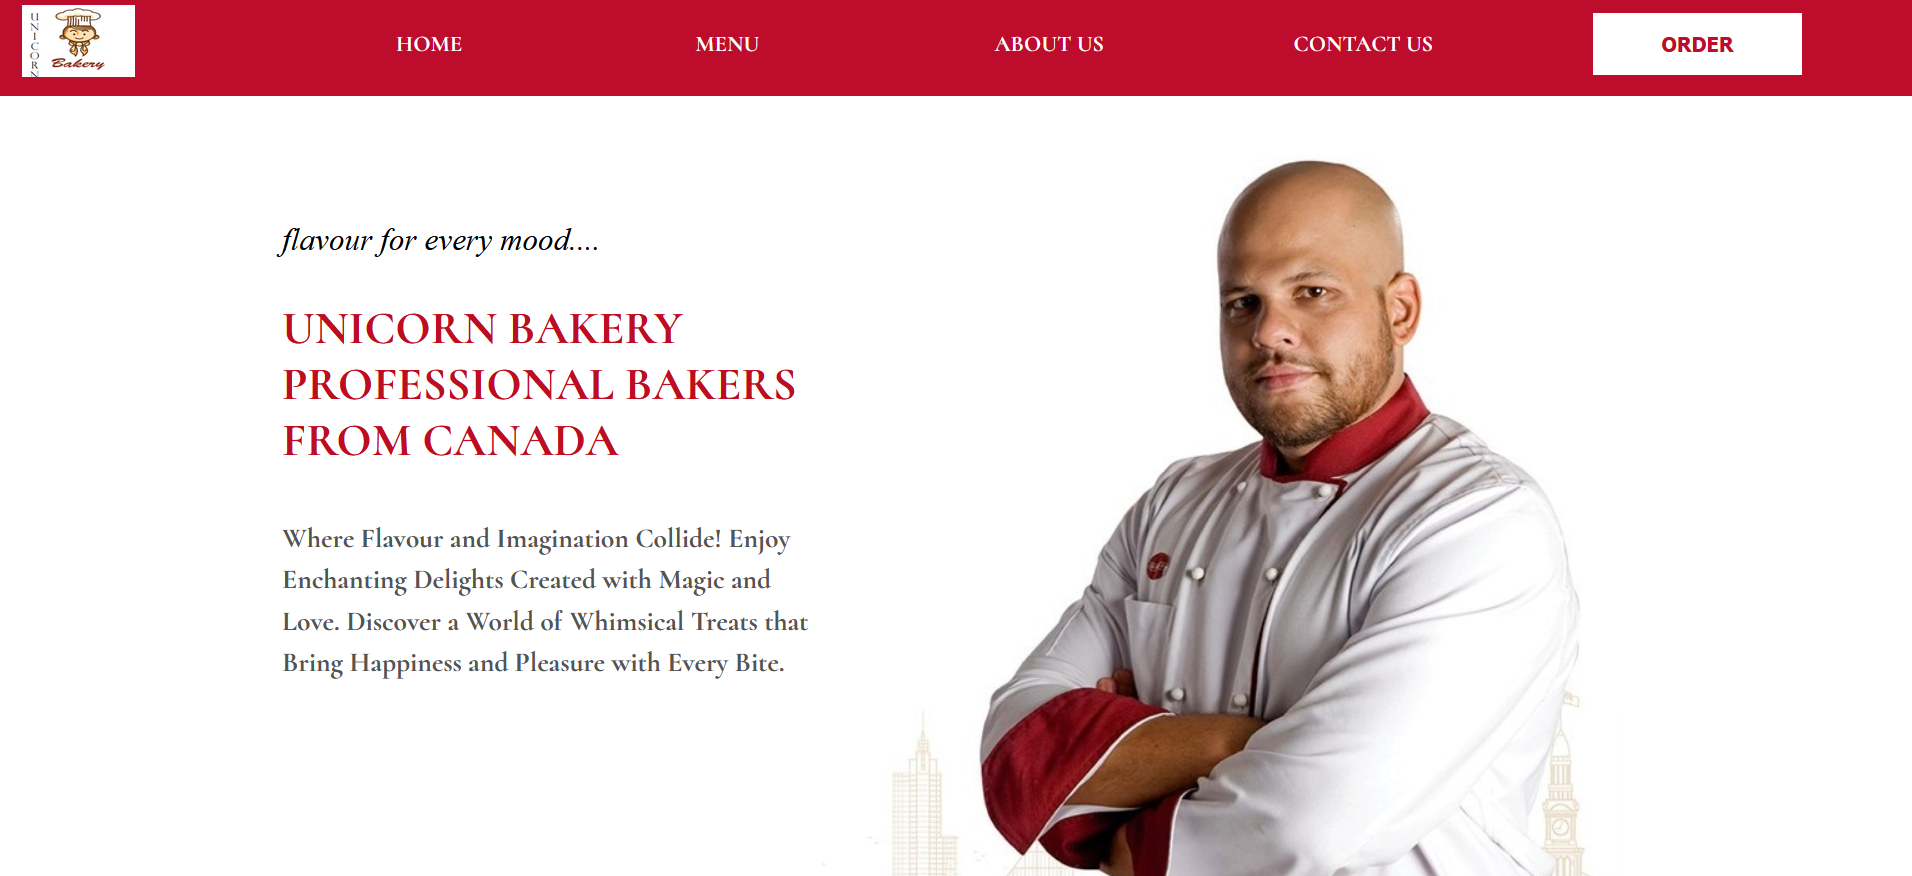 UNICORN
Bakery
HOME
MENU
ABOUT US
CONTACT US
ORDER
flavour for every mood....
UNICORN BAKERY
PROFESSIONAL BAKERS
FROM CANADA
Where Flavour and Imagination Collide! Enjoy
Enchanting Delights Created with Magic and
Love. Discover a World of Whimsical Treats that
Bring Happiness and Pleasure with Every Bite.